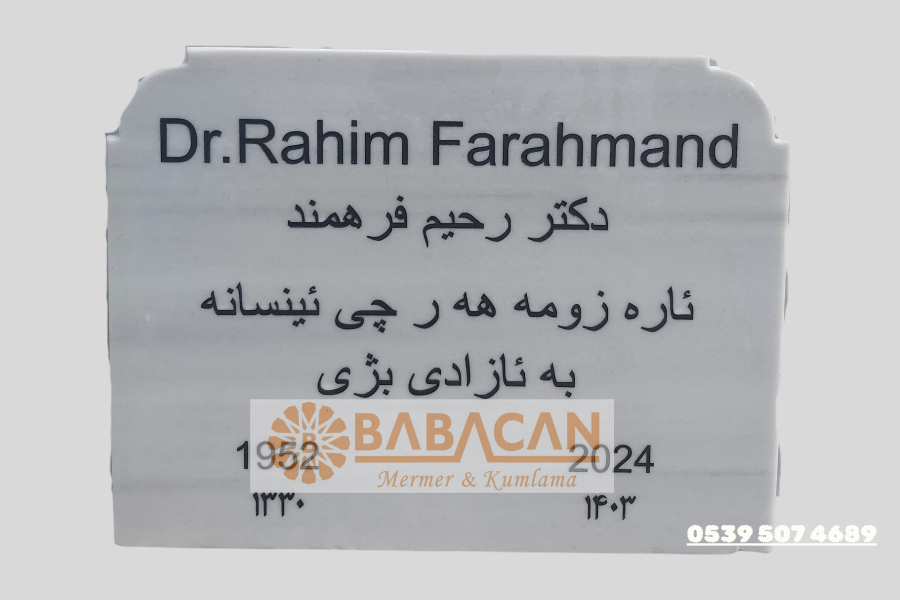 Dr.Rahim Farahmand
دکتر رحیم فرهمند
ئاره زومه هه ر چی ئینسانه
به ئازادی بژی
BABACAN
Mermer & Kumlama
1952 2024
۱۳۳۰ ۱۴۰۳
0539 507 4689